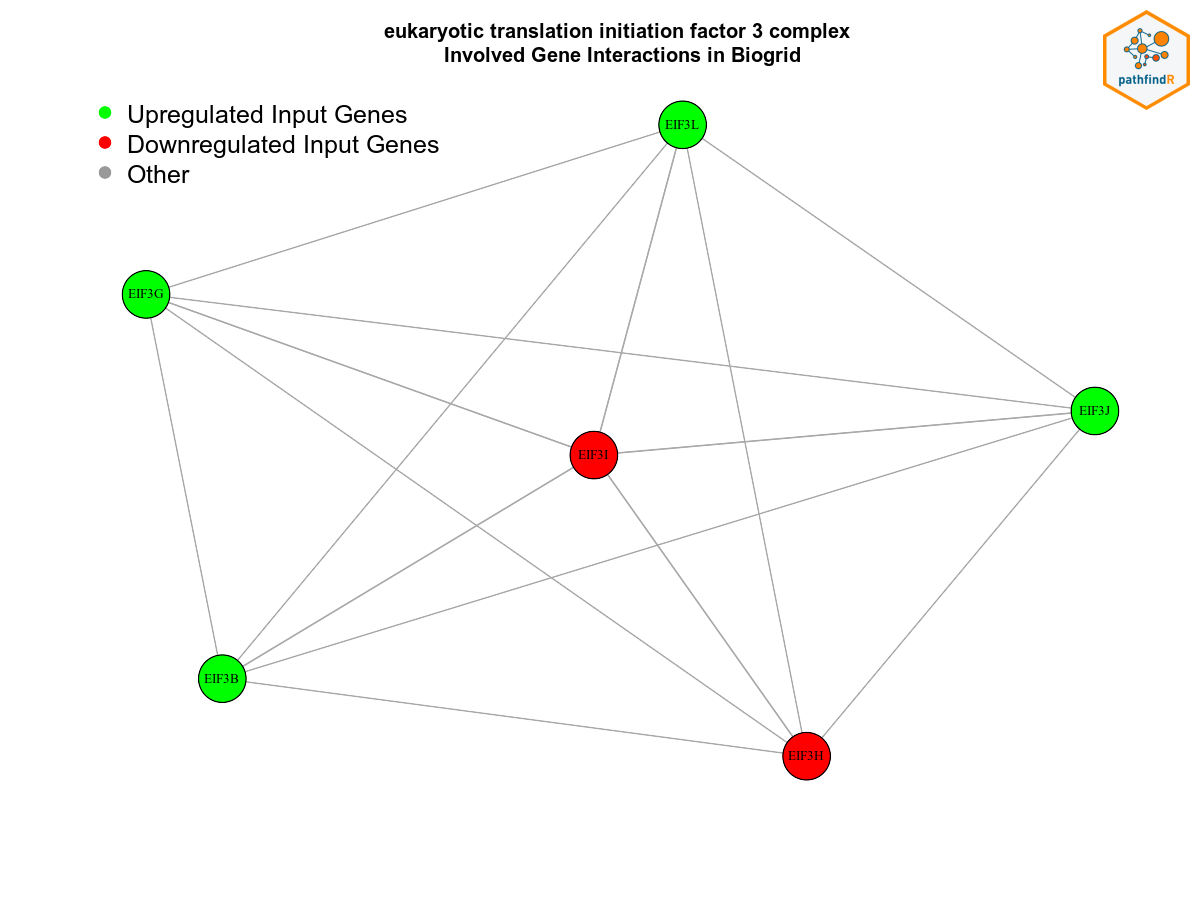 eukaryotic translation initiation factor 3 complex
Involved Gene Interactions in Biogrid
pathfindR
Upregulated Input Genes
Downregulated Input Genes
Other
EIF3L
EIF3G
EIF3J
EIF3I
EIF3B
EIF3H